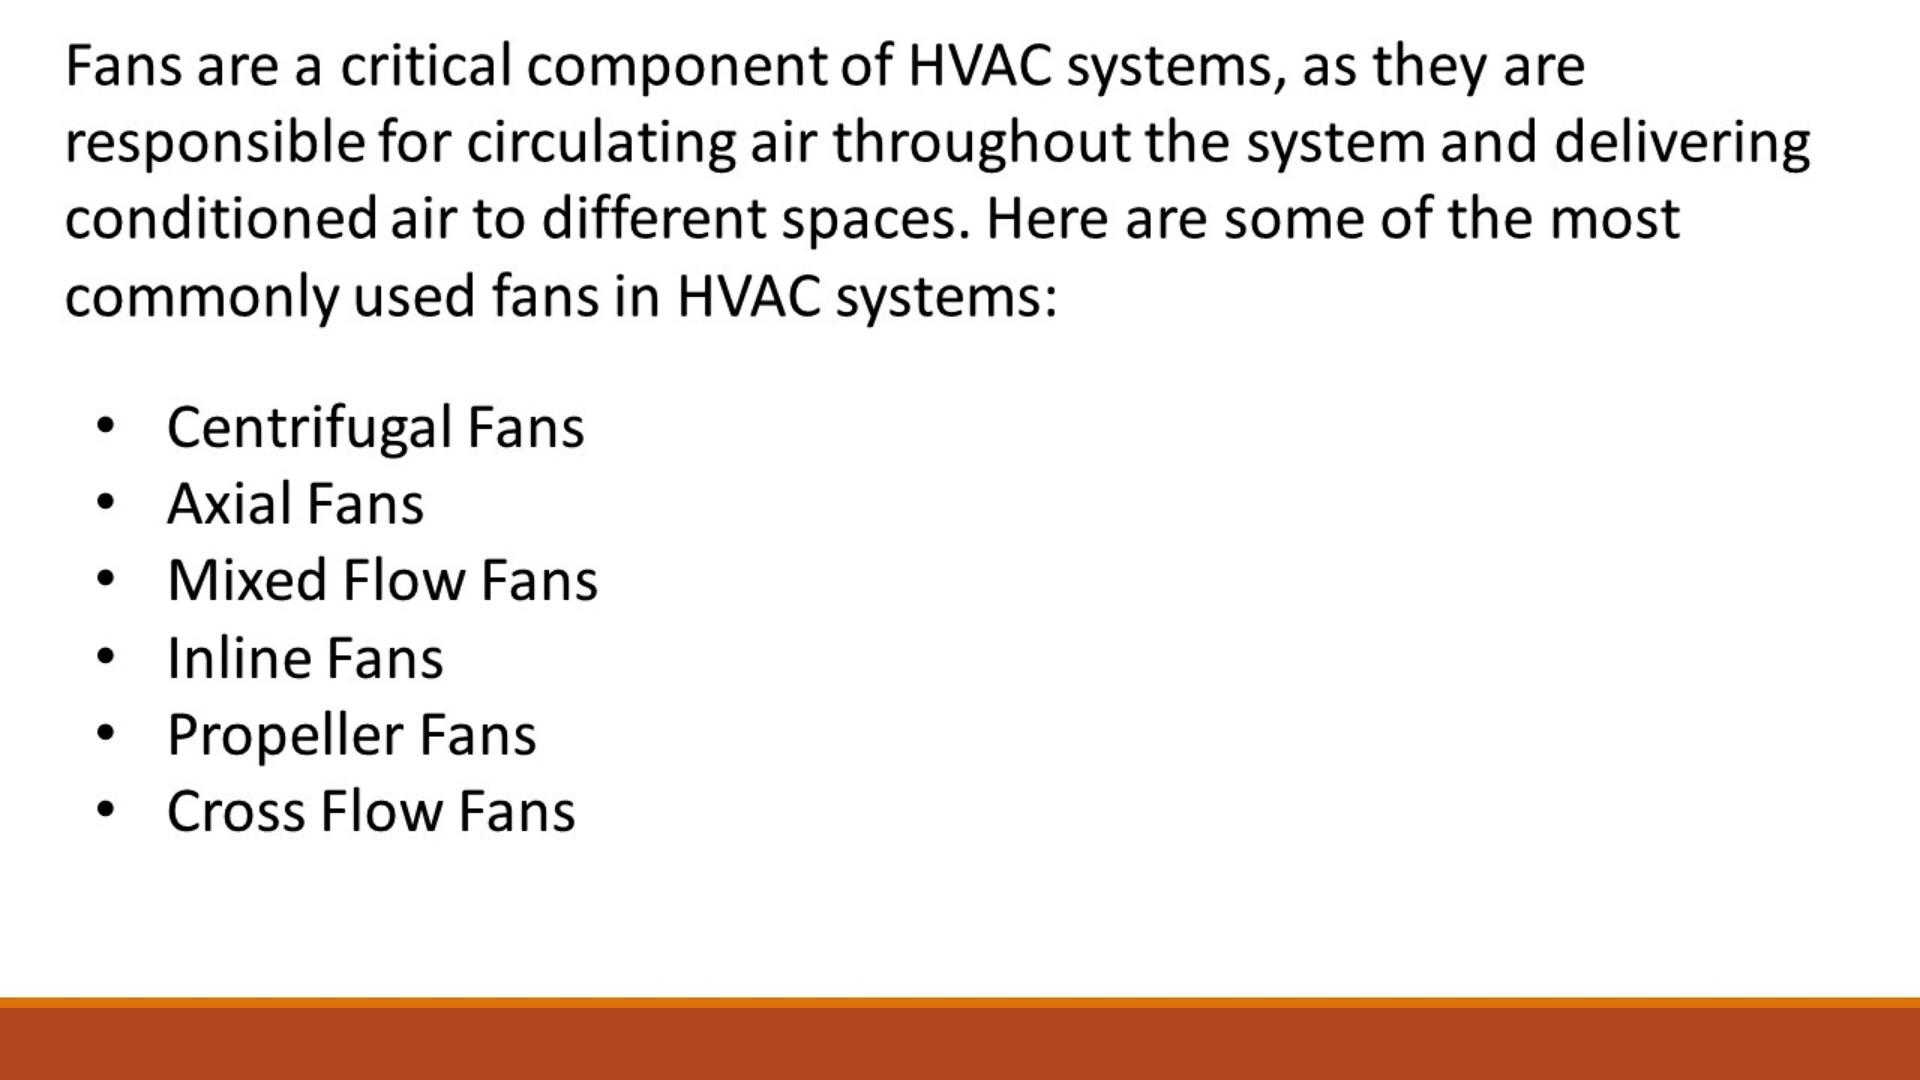 Fans are a critical component of HVAC systems, as they are
responsible for circulating air throughout the system and delivering
conditioned air to different spaces. Here are some of the most
commonly used fans in HVAC systems:
• Centrifugal Fans
• Axial Fans
• Mixed Flow Fans
• Inline Fans
• Propeller Fans
• Cross Flow Fans